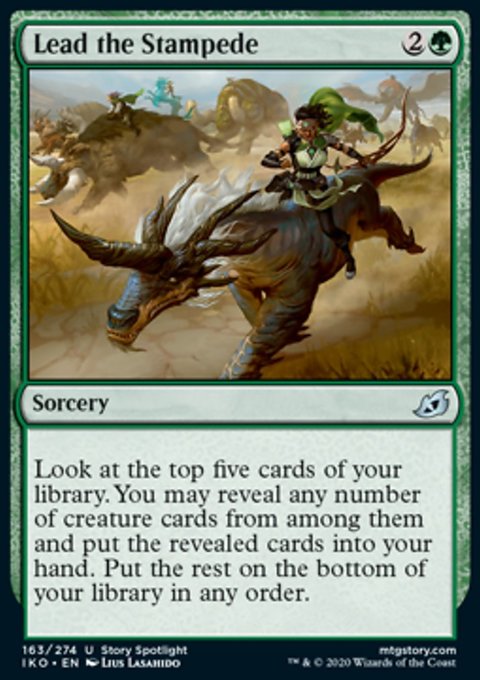 Lead the Stampede 2
Sorcery
Look at the top five cards of your
library. You may reveal any number
of creature cards from among them
and put the revealed cards into your
hand. Put the rest on the bottom of
your library in any order.
163/274 U Story Spotlight
mtgstory.com
IKO • EN Lius Lasahido
™ & © 2020 Wizards of the Coast